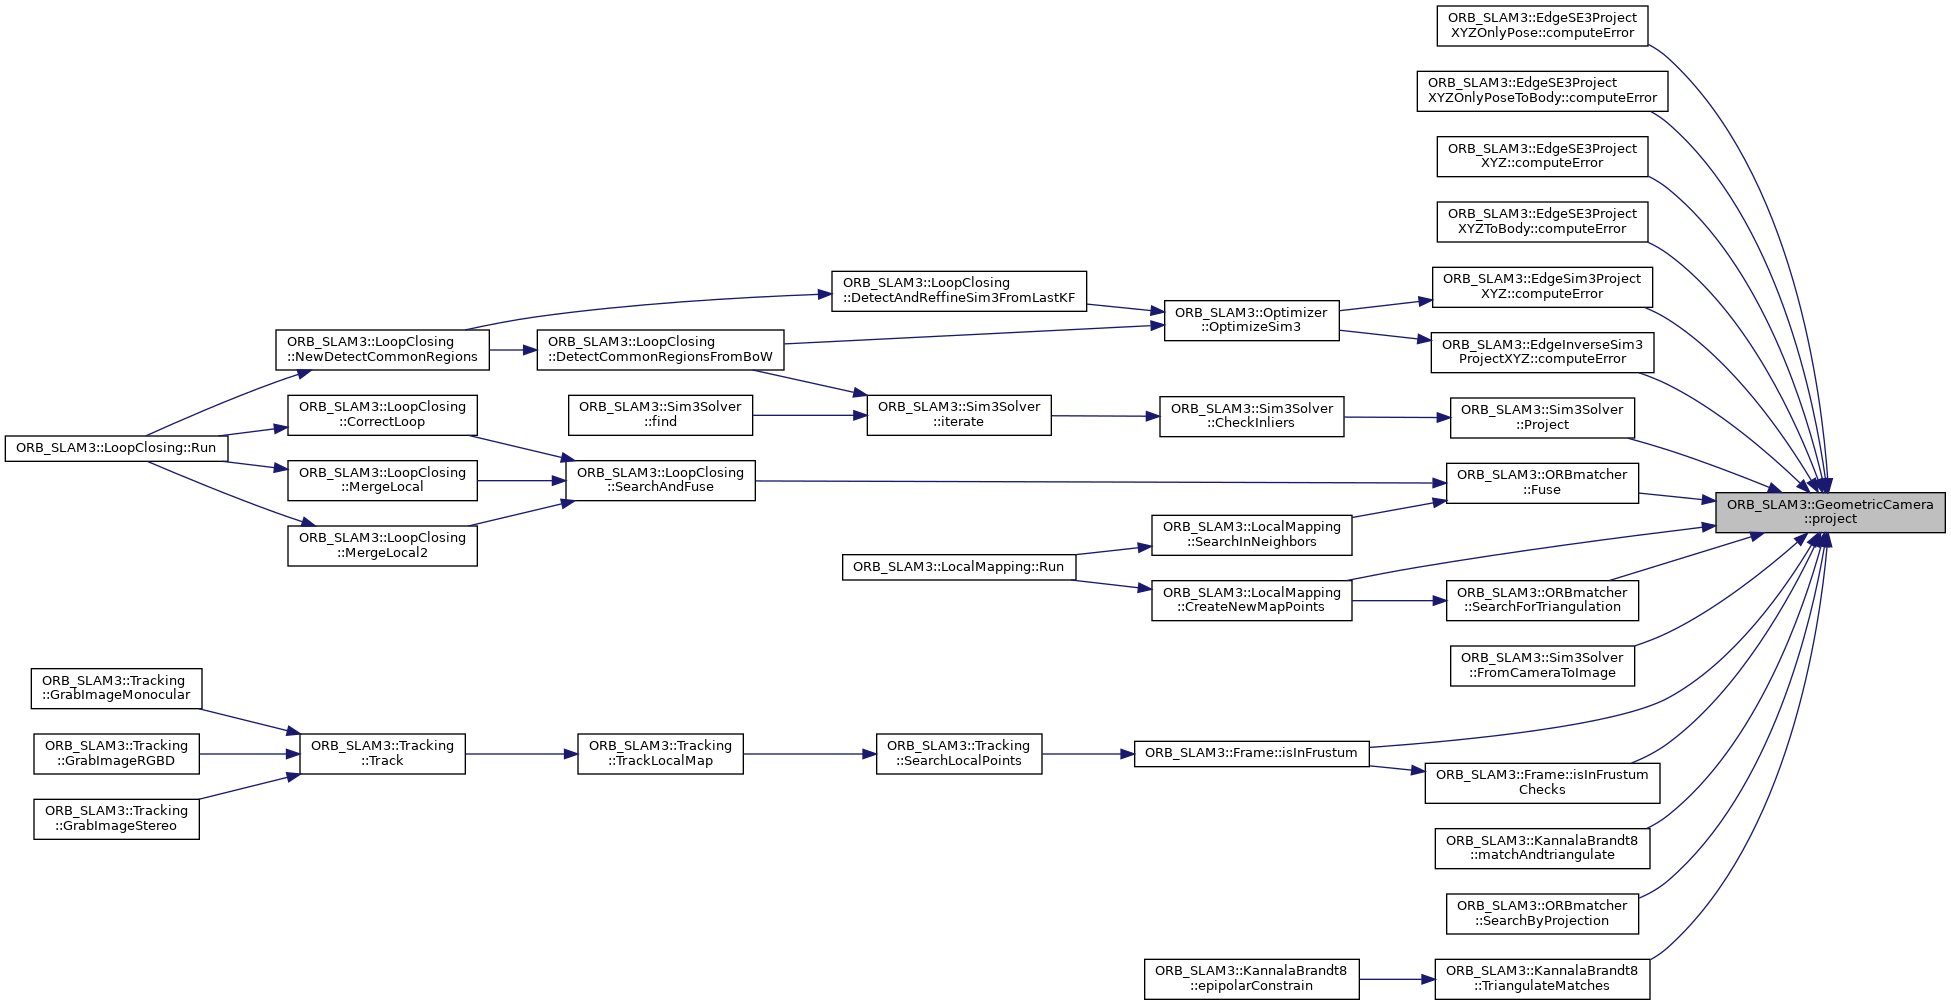 ORB_SLAM3::EdgeSE3Project
XYZOnlyPose::computeError
ORB_SLAM3::EdgeSE3Project
XYZOnlyPoseToBody::computeError
ORB_SLAM3::EdgeSE3Project
XYZ::computeError
ORB_SLAM3::EdgeSE3Project
XYZToBody::computeError
ORB_SLAM3::EdgeSim3Project
XYZ::computeError
ORB_SLAM3::LoopClosing
::DetectAndReffineSim3FromLastKF
ORB_SLAM3::Optimizer
::OptimizeSim3
ORB_SLAM3::LoopClosing
::NewDetectCommonRegions
ORB_SLAM3::LoopClosing
::DetectCommonRegionsFromBoW
ORB_SLAM3::EdgeInverseSim3
ProjectXYZ::computeError
ORB_SLAM3::LoopClosing
::CorrectLoop
ORB_SLAM3::Sim3Solver
::find
ORB_SLAM3::Sim3Solver
::iterate
ORB_SLAM3::Sim3Solver
::CheckInliers
ORB_SLAM3::Sim3Solver
::Project
ORB_SLAM3::LoopClosing::Run
ORB_SLAM3::LoopClosing
::MergeLocal
ORB_SLAM3::LoopClosing
::SearchAndFuse
ORB_SLAM3::ORBmatcher
::Fuse
ORB_SLAM3::GeometricCamera
::project
ORB_SLAM3::LoopClosing
::MergeLocal2
ORB_SLAM3::LocalMapping
::SearchInNeighbors
ORB_SLAM3::LocalMapping::Run
ORB_SLAM3::LocalMapping
::CreateNewMapPoints
ORB_SLAM3::ORBmatcher
::SearchForTriangulation
ORB_SLAM3::Sim3Solver
::FromCameraToImage
ORB_SLAM3::Tracking
::GrabImageMonocular
ORB_SLAM3::Tracking
::GrabImageRGBD
ORB_SLAM3::Tracking
::Track
ORB_SLAM3::Tracking
::TrackLocalMap
ORB_SLAM3::Tracking
::SearchLocalPoints
ORB_SLAM3::Frame::isInFrustum
ORB_SLAM3::Frame::isInFrustum
Checks
ORB_SLAM3::Tracking
::GrabImageStereo
ORB_SLAM3::KannalaBrandt8
::matchAndtriangulate
ORB_SLAM3::ORBmatcher
::SearchByProjection
ORB_SLAM3::KannalaBrandt8
::epipolarConstrain
ORB_SLAM3::KannalaBrandt8
::TriangulateMatches